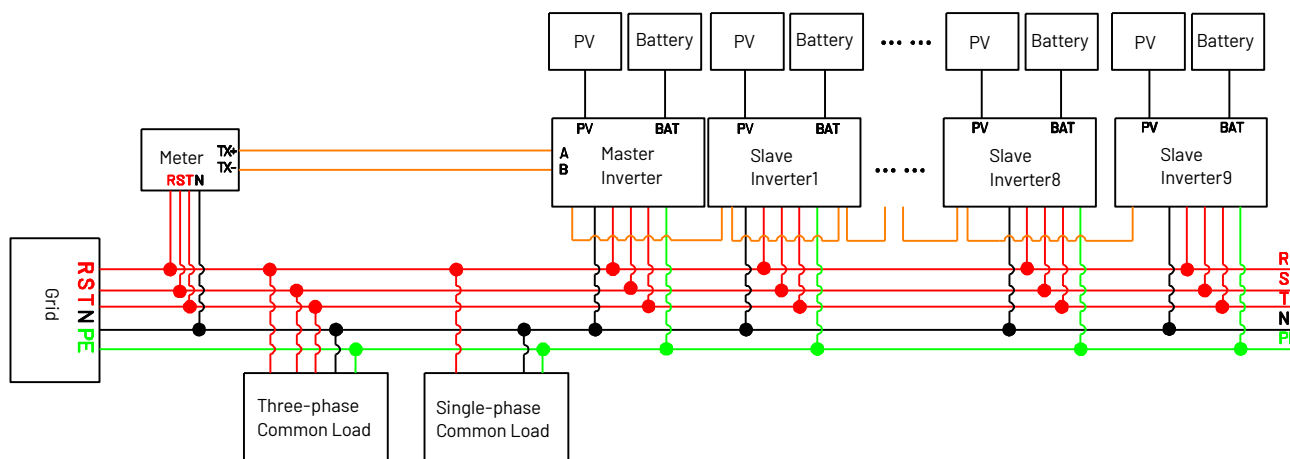 PV
Battery
PV
Battery
... ...
PV
Battery
PV
Battery
PV
BAT
PV
BAT
PV
BAT
PV
BAT
Meter
TX+
TX-
RSTN
A
B
Master
Inverter
Slave
Inverter1
... ...
Slave
Inverter8
Slave
Inverter9
Grid
R
S
T
N
PE
R
S
T
N
Three-phase
Common Load
Single-phase
Common Load